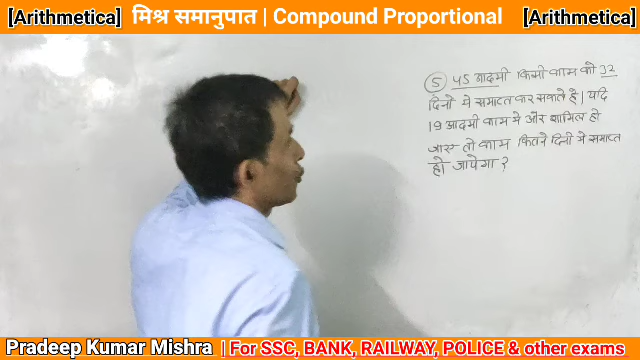 [Arithmetica] मिश्र समानुपात | Compound Proportional [Arithmetica]
⑤ 45 आदमी किसी काम को 32
दिनों मे समाप्त कर सकते है | यदि
19 आदमी काम मे और शामिल हो
जाए तो काम कितने दिनों मे समाप्त
हो जायेगा ?
Pradeep Kumar Mishra | For SSC, BANK, RAILWAY, POLICE & other exams